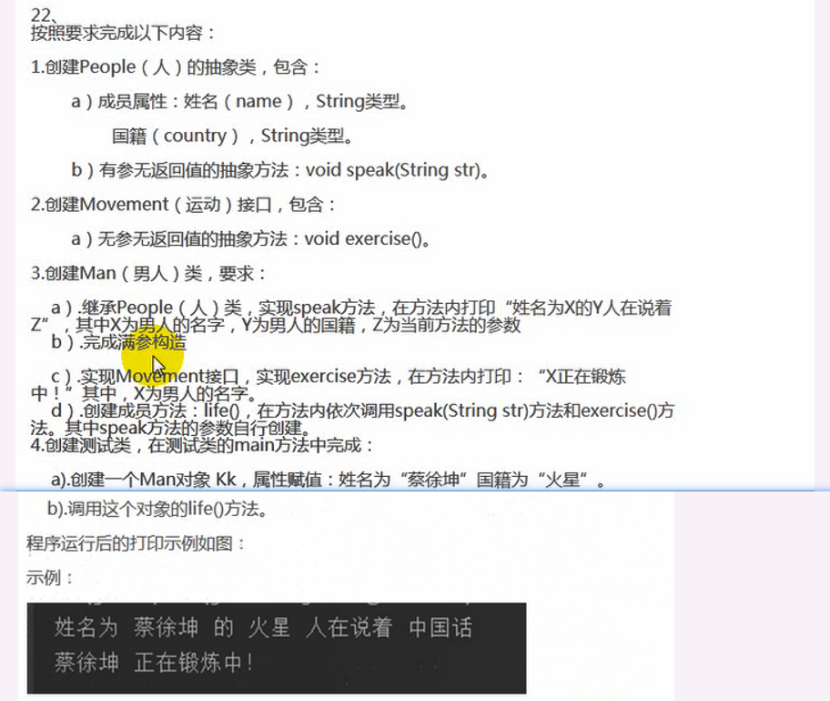 22、
按照要求完成以下内容：
1.创建People（人）的抽象类，包含：
a）成员属性：姓名（name），String类型。
国籍（country），String类型。
b）有参无返回值的抽象方法：void speak(String str)。
2.创建Movement（运动）接口，包含：
a）无参无返回值的抽象方法：void exercise()。
3.创建Man（男人）类，要求：
a）.继承People（人）类，实现speak方法，在方法内打印“姓名为X的Y人在说着
Z”，其中X为男人的名字，Y为男人的国籍，Z为当前方法的参数
b）.完成满参构造
c）.实现Movement接口，实现exercise方法，在方法内打印：“X正在锻炼
中！”其中，X为男人的名字。
d）.创建成员方法：life()，在方法内依次调用speak(String str)方法和exercise()方
法。其中speak方法的参数自行创建。
4.创建测试类，在测试类的main方法中完成：
a).创建一个Man对象 Kk，属性赋值：姓名为“蔡徐坤”国籍为“火星”。
b).调用这个对象的life()方法。
程序运行后的打印示例如图：
示例：
姓名为 蔡徐坤 的 火星 人在说着 中国话
蔡徐坤 正在锻炼中！